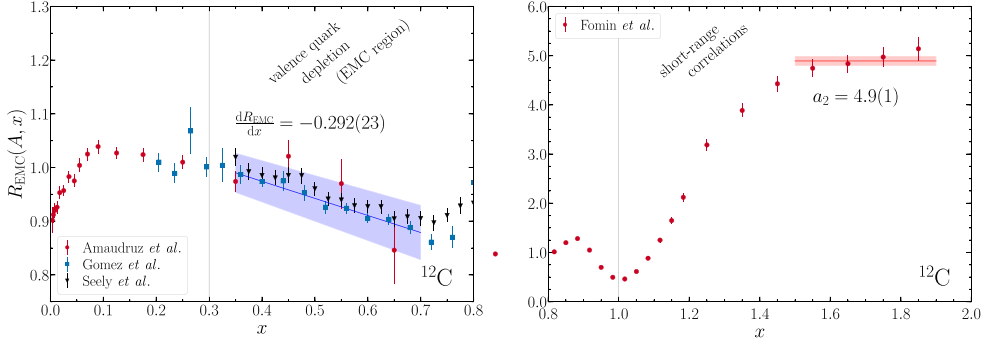 1.3
1.2
1.1
1.0
0.9
0.8
R_EMC(A, x)
valence quark
depletion
(EMC region)
dR_EMC/dx = −0.292(23)
Amaudruz et al.
Gomez et al.
Seely et al.
¹²C
0.0 0.1 0.2 0.3 0.4 0.5 0.6 0.7 0.8
x
6.0
5.0
4.0
3.0
2.0
1.0
0.0
Fomin et al.
short-range
correlations
a₂ = 4.9(1)
¹²C
0.8 1.0 1.2 1.4 1.6 1.8 2.0
x